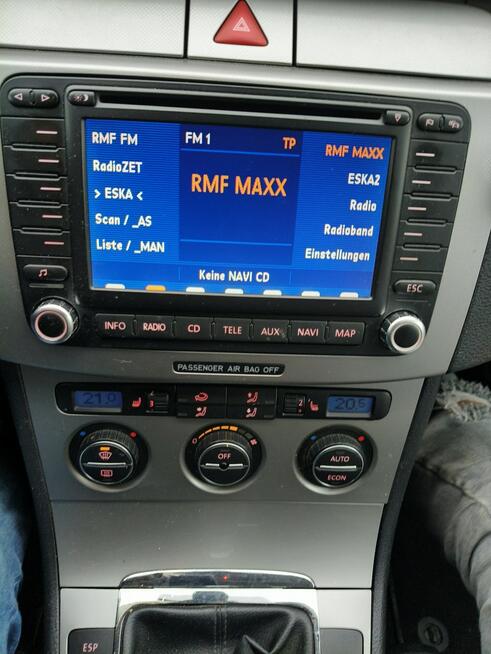 RMF FM FM 1 TP RMF MAXX
RadioZET RMF MAXX ESKA2
> ESKA < Radio
Scan / _AS Radioband
Liste / _MAN Einstellungen
Keine NAVI CD
ESC
INFO RADIO CD TELE AUX NAVI MAP
PASSENGER AIR BAG OFF
21.0 2 2 20.5
OFF AUTO
ECON
ESP